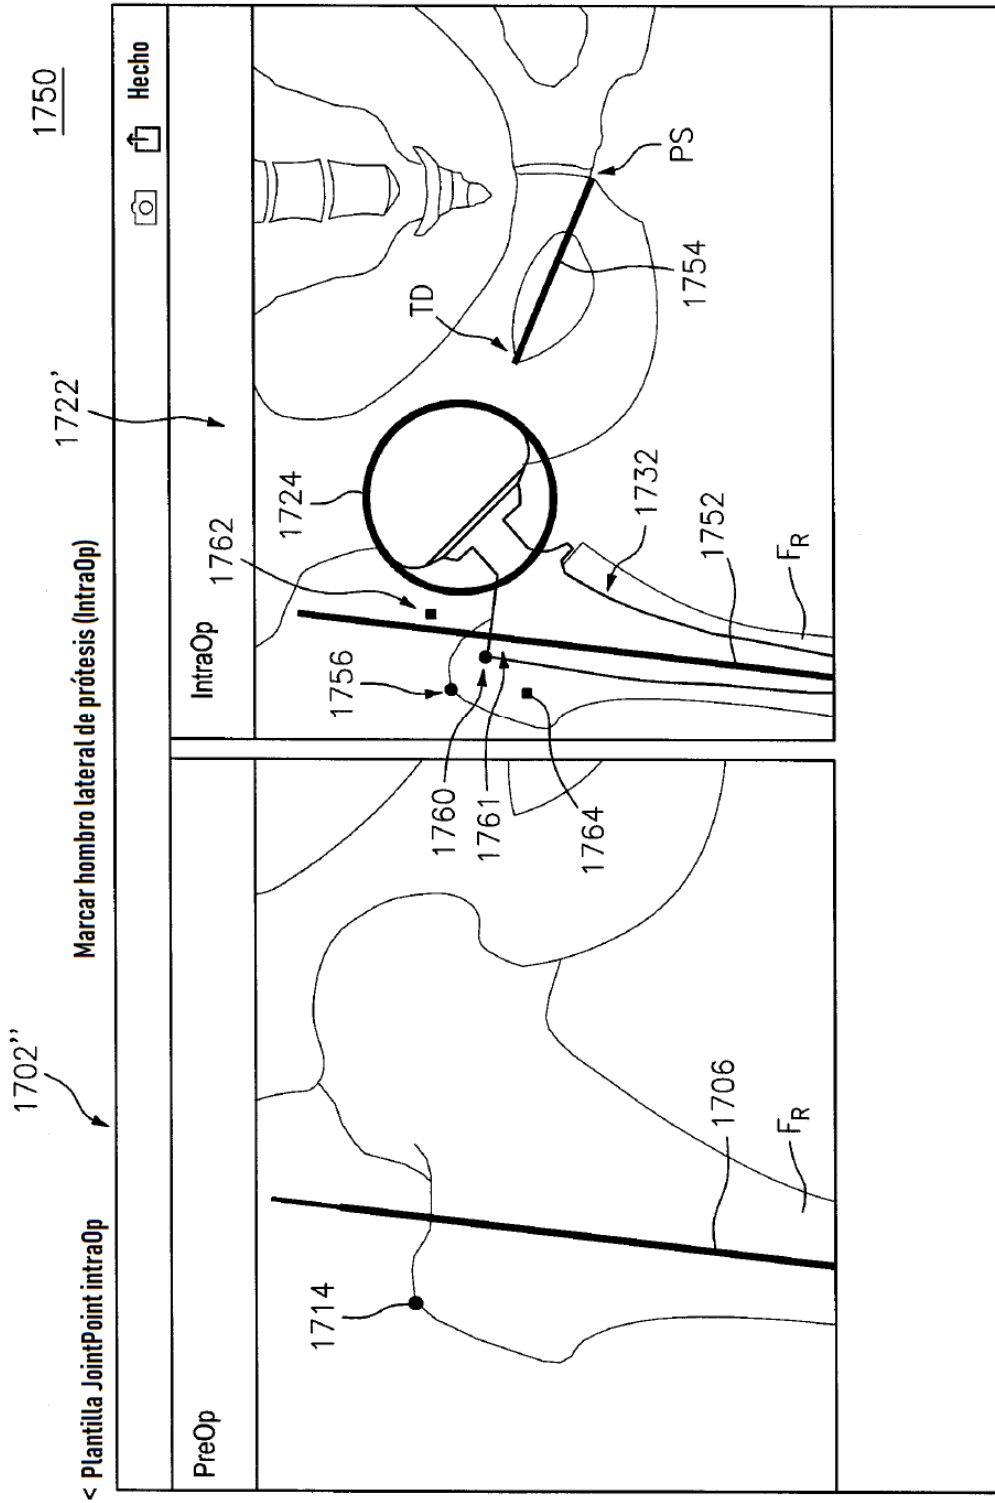 1750
1702''
1722'
< Plantilla JointPoint intraOp
Marcar hombro lateral de prótesis (IntraOp)
Hecho
PreOp
IntraOp
1714
1706
FR
1762
1724
1756
TD
1760
1761
1764
1732
1752
FR
1754
PS